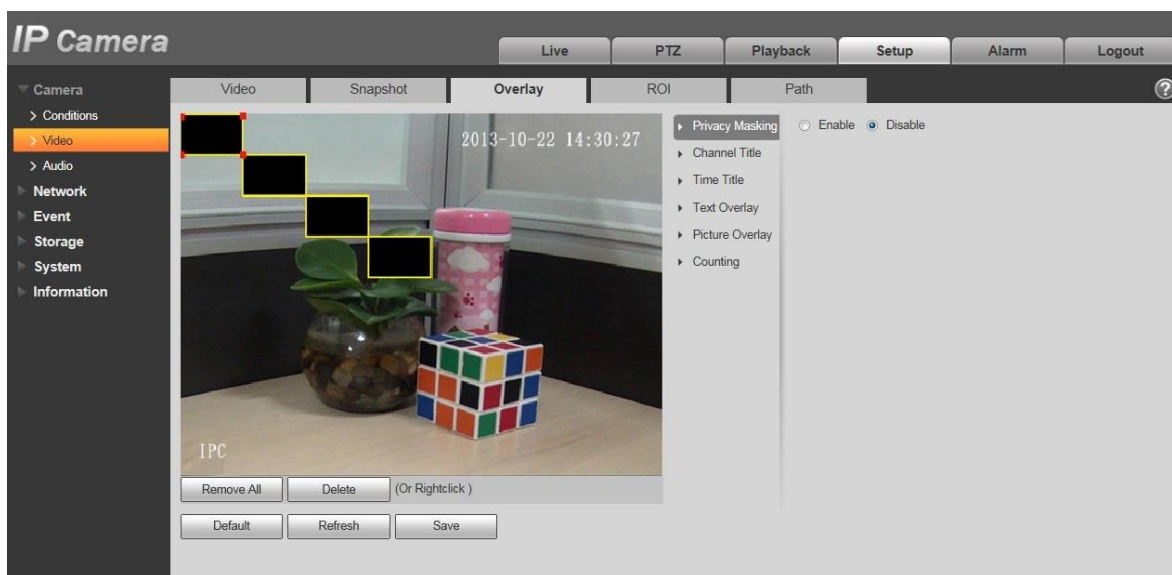 IP Camera
Live PTZ Playback Setup Alarm Logout
Camera
Conditions
Video
Audio
Network
Event
Storage
System
Information
Video Snapshot Overlay ROI Path
?
2013-10-22 14:30:27
IPC
Privacy Masking
Channel Title
Time Title
Text Overlay
Picture Overlay
Counting
Enable Disable
Remove All Delete (Or Rightclick )
Default Refresh Save